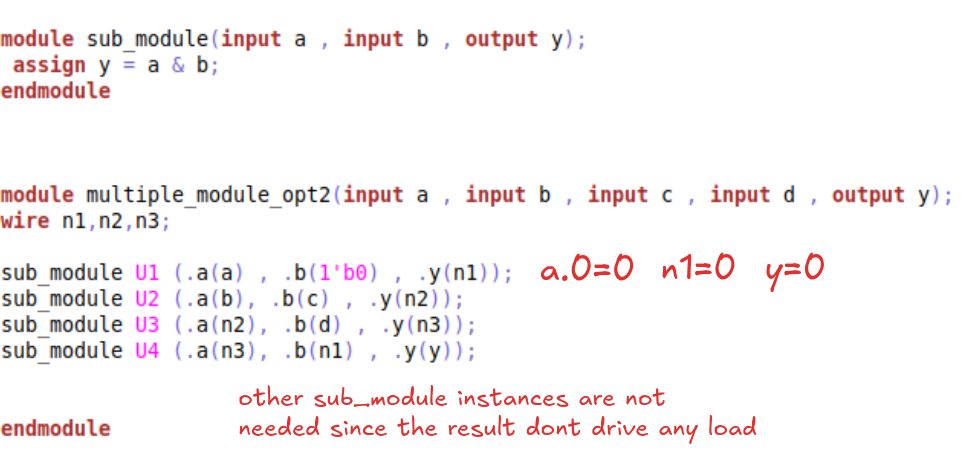 module sub_module(input a , input b , output y);
assign y = a & b;
endmodule
module multiple_module_opt2(input a , input b , input c , input d , output y);
wire n1,n2,n3;
sub_module U1 (.a(a) , .b(1'b0) , .y(n1)); a.0=0 n1=0 y=0
sub_module U2 (.a(b), .b(c) , .y(n2));
sub_module U3 (.a(n2), .b(d) , .y(n3));
sub_module U4 (.a(n3), .b(n1) , .y(y));
other sub_module instances are not
endmodule needed since the result dont drive any load